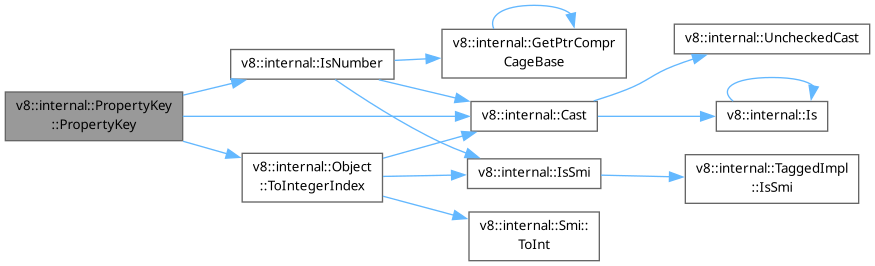 v8::internal::PropertyKey
::PropertyKey
v8::internal::IsNumber
v8::internal::Object
::ToIntegerIndex
v8::internal::GetPtrCompr
CageBase
v8::internal::Cast
v8::internal::IsSmi
v8::internal::Smi::
ToInt
v8::internal::UncheckedCast
v8::internal::Is
v8::internal::TaggedImpl
::IsSmi